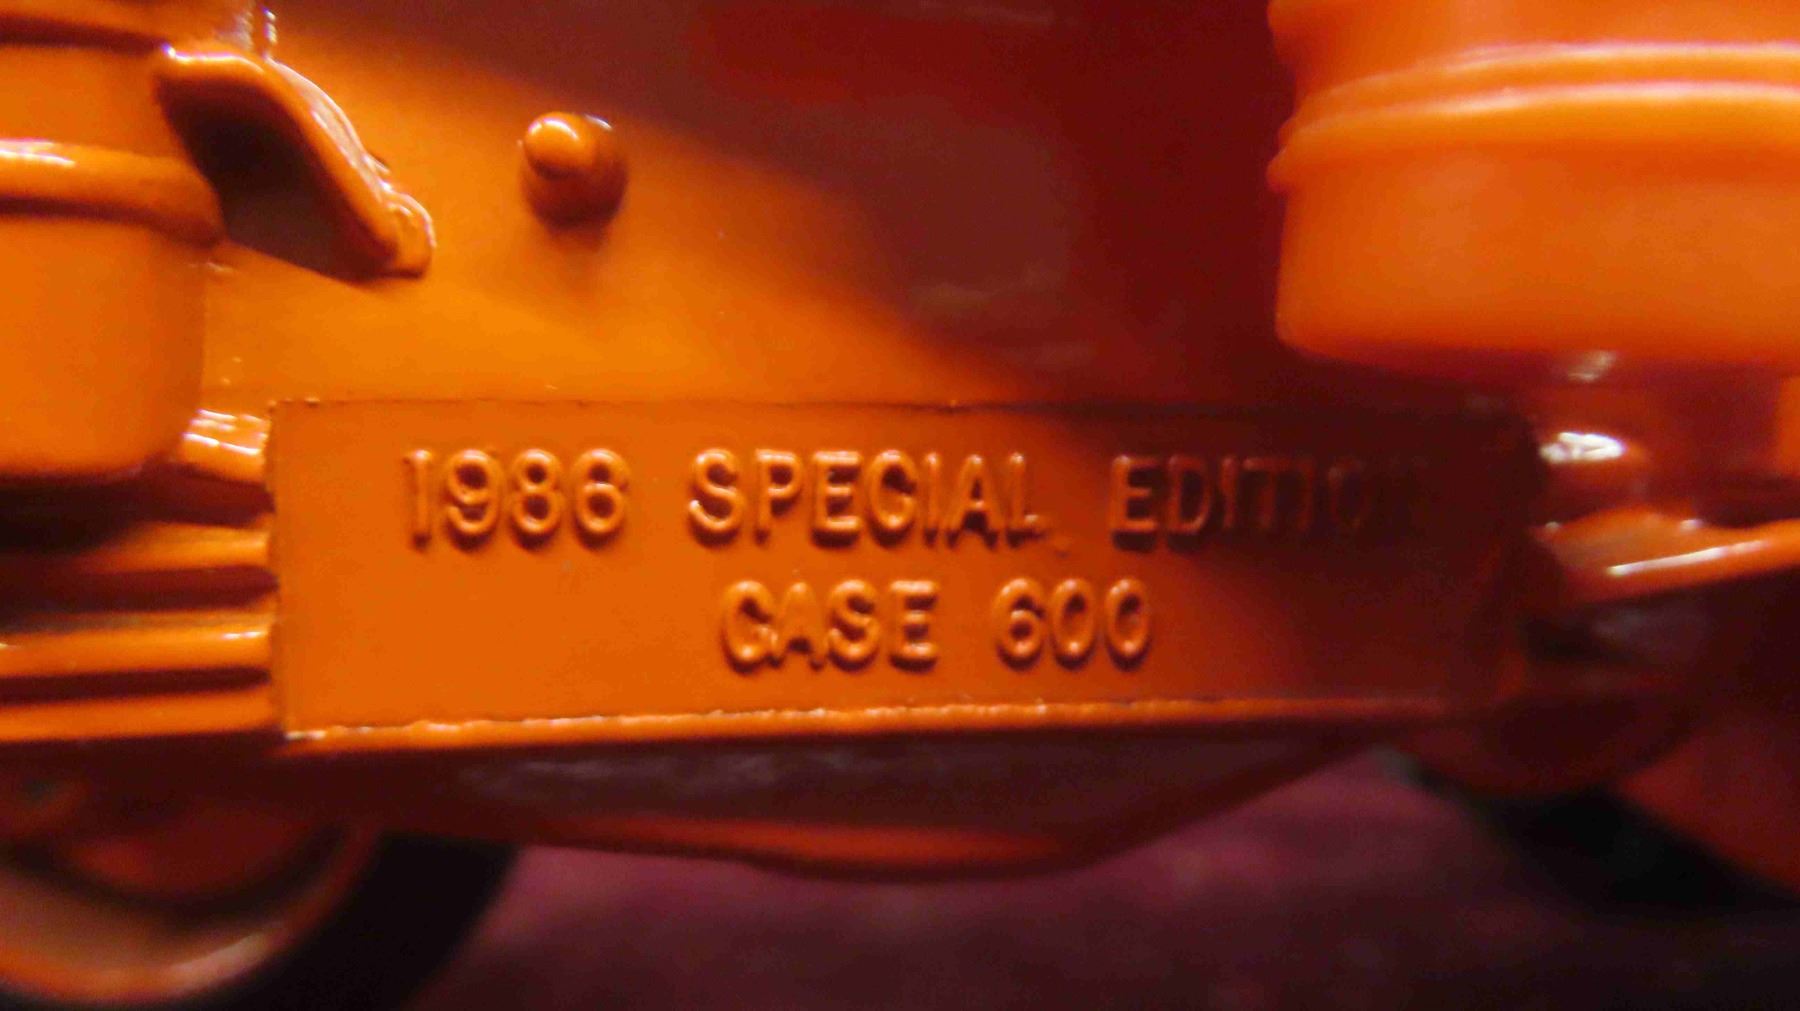 1986 SPECIAL EDITION
CASE 600